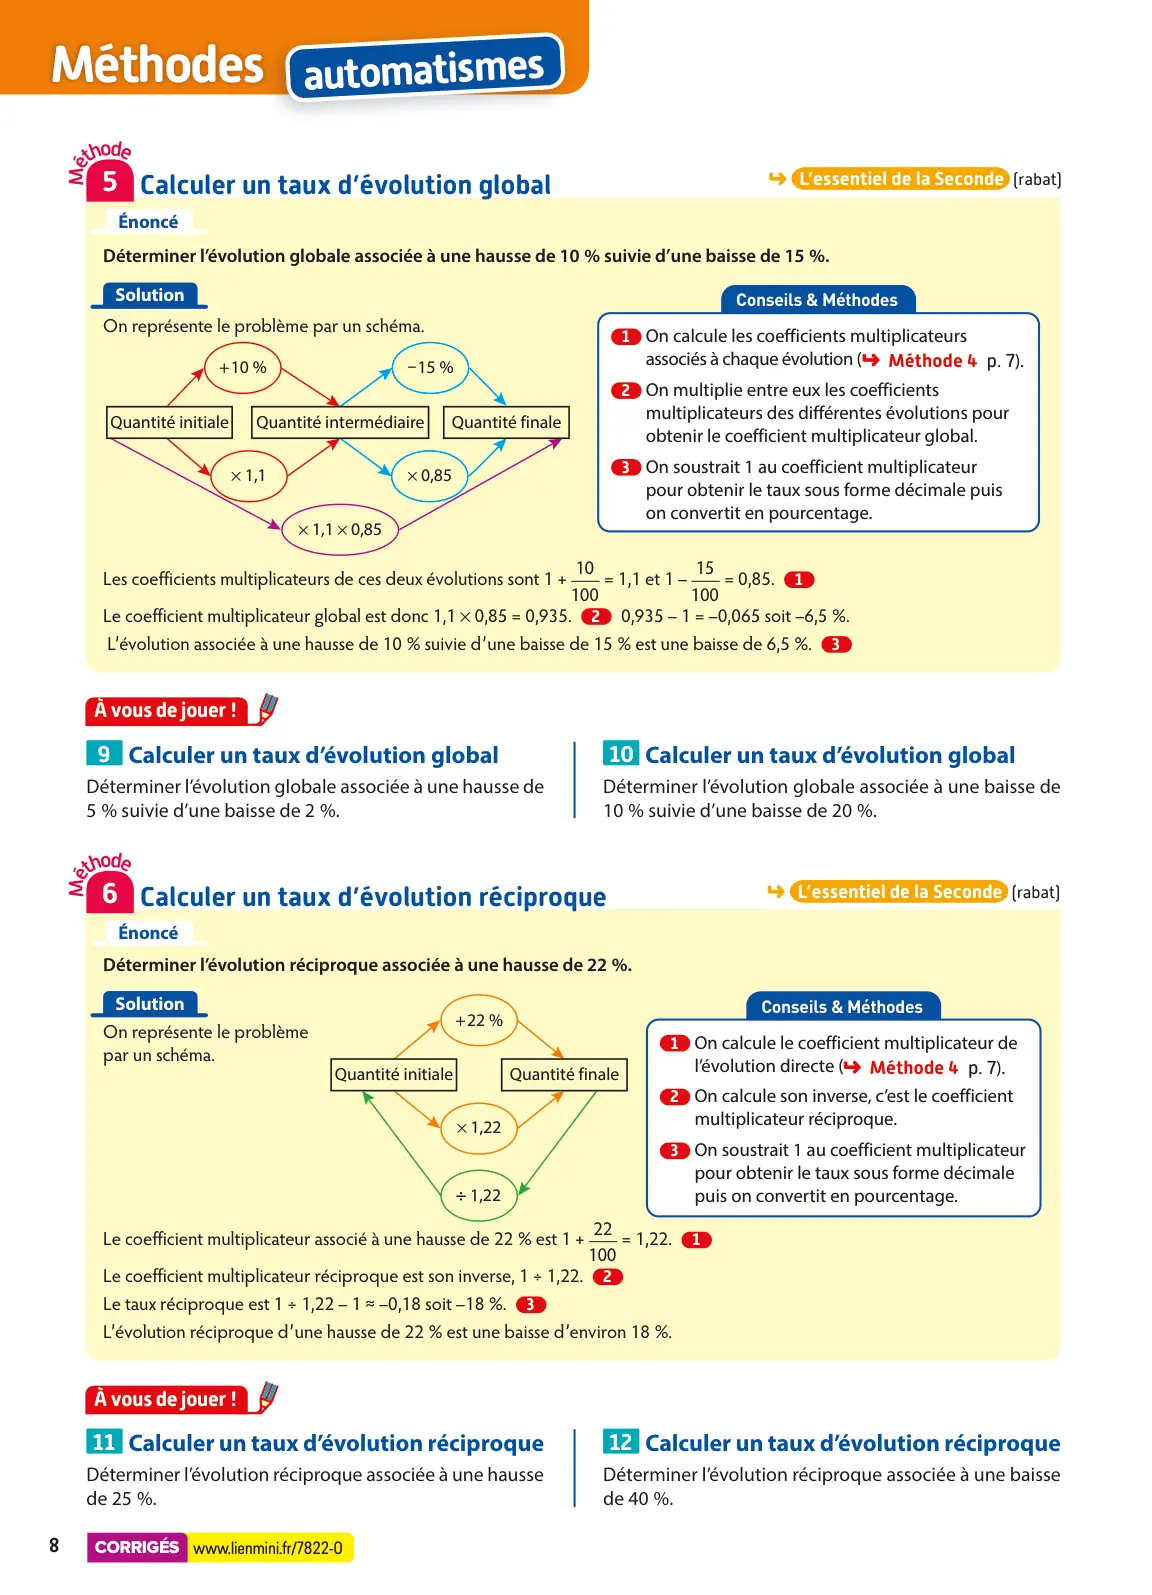 Méthodes automatismes
Méthode
5 Calculer un taux d’évolution global
↪ L’essentiel de la Seconde (rabat)
Énoncé
Déterminer l’évolution globale associée à une hausse de 10 % suivie d’une baisse de 15 %.
Solution
On représente le problème par un schéma.
+10 %
−15 %
Quantité initiale
Quantité intermédiaire
Quantité finale
× 1,1
× 0,85
× 1,1 × 0,85
Conseils & Méthodes
1 On calcule les coefficients multiplicateurs
associés à chaque évolution (↪ Méthode 4 p. 7).
2 On multiplie entre eux les coefficients
multiplicateurs des différentes évolutions pour
obtenir le coefficient multiplicateur global.
3 On soustrait 1 au coefficient multiplicateur
pour obtenir le taux sous forme décimale puis
on convertit en pourcentage.
Les coefficients multiplicateurs de ces deux évolutions sont 1 + 10/100 = 1,1 et 1 – 15/100 = 0,85. 1
Le coefficient multiplicateur global est donc 1,1 × 0,85 = 0,935. 2 0,935 – 1 = –0,065 soit –6,5 %.
L’évolution associée à une hausse de 10 % suivie d’une baisse de 15 % est une baisse de 6,5 %. 3
À vous de jouer !
9 Calculer un taux d’évolution global
Déterminer l’évolution globale associée à une hausse de
5 % suivie d’une baisse de 2 %.
10 Calculer un taux d’évolution global
Déterminer l’évolution globale associée à une baisse de
10 % suivie d’une baisse de 20 %.
Méthode
6 Calculer un taux d’évolution réciproque
↪ L’essentiel de la Seconde (rabat)
Énoncé
Déterminer l’évolution réciproque associée à une hausse de 22 %.
Solution
On représente le problème
par un schéma.
+22 %
Quantité initiale
Quantité finale
× 1,22
÷ 1,22
Conseils & Méthodes
1 On calcule le coefficient multiplicateur de
l’évolution directe (↪ Méthode 4 p. 7).
2 On calcule son inverse, c’est le coefficient
multiplicateur réciproque.
3 On soustrait 1 au coefficient multiplicateur
pour obtenir le taux sous forme décimale
puis on convertit en pourcentage.
Le coefficient multiplicateur associé à une hausse de 22 % est 1 + 22/100 = 1,22. 1
Le coefficient multiplicateur réciproque est son inverse, 1 ÷ 1,22. 2
Le taux réciproque est 1 ÷ 1,22 – 1 ≈ –0,18 soit –18 %. 3
L’évolution réciproque d’une hausse de 22 % est une baisse d’environ 18 %.
À vous de jouer !
11 Calculer un taux d’évolution réciproque
Déterminer l’évolution réciproque associée à une hausse
de 25 %.
12 Calculer un taux d’évolution réciproque
Déterminer l’évolution réciproque associée à une baisse
de 40 %.
8 CORRIGÉS www.lienmini.fr/7822-0